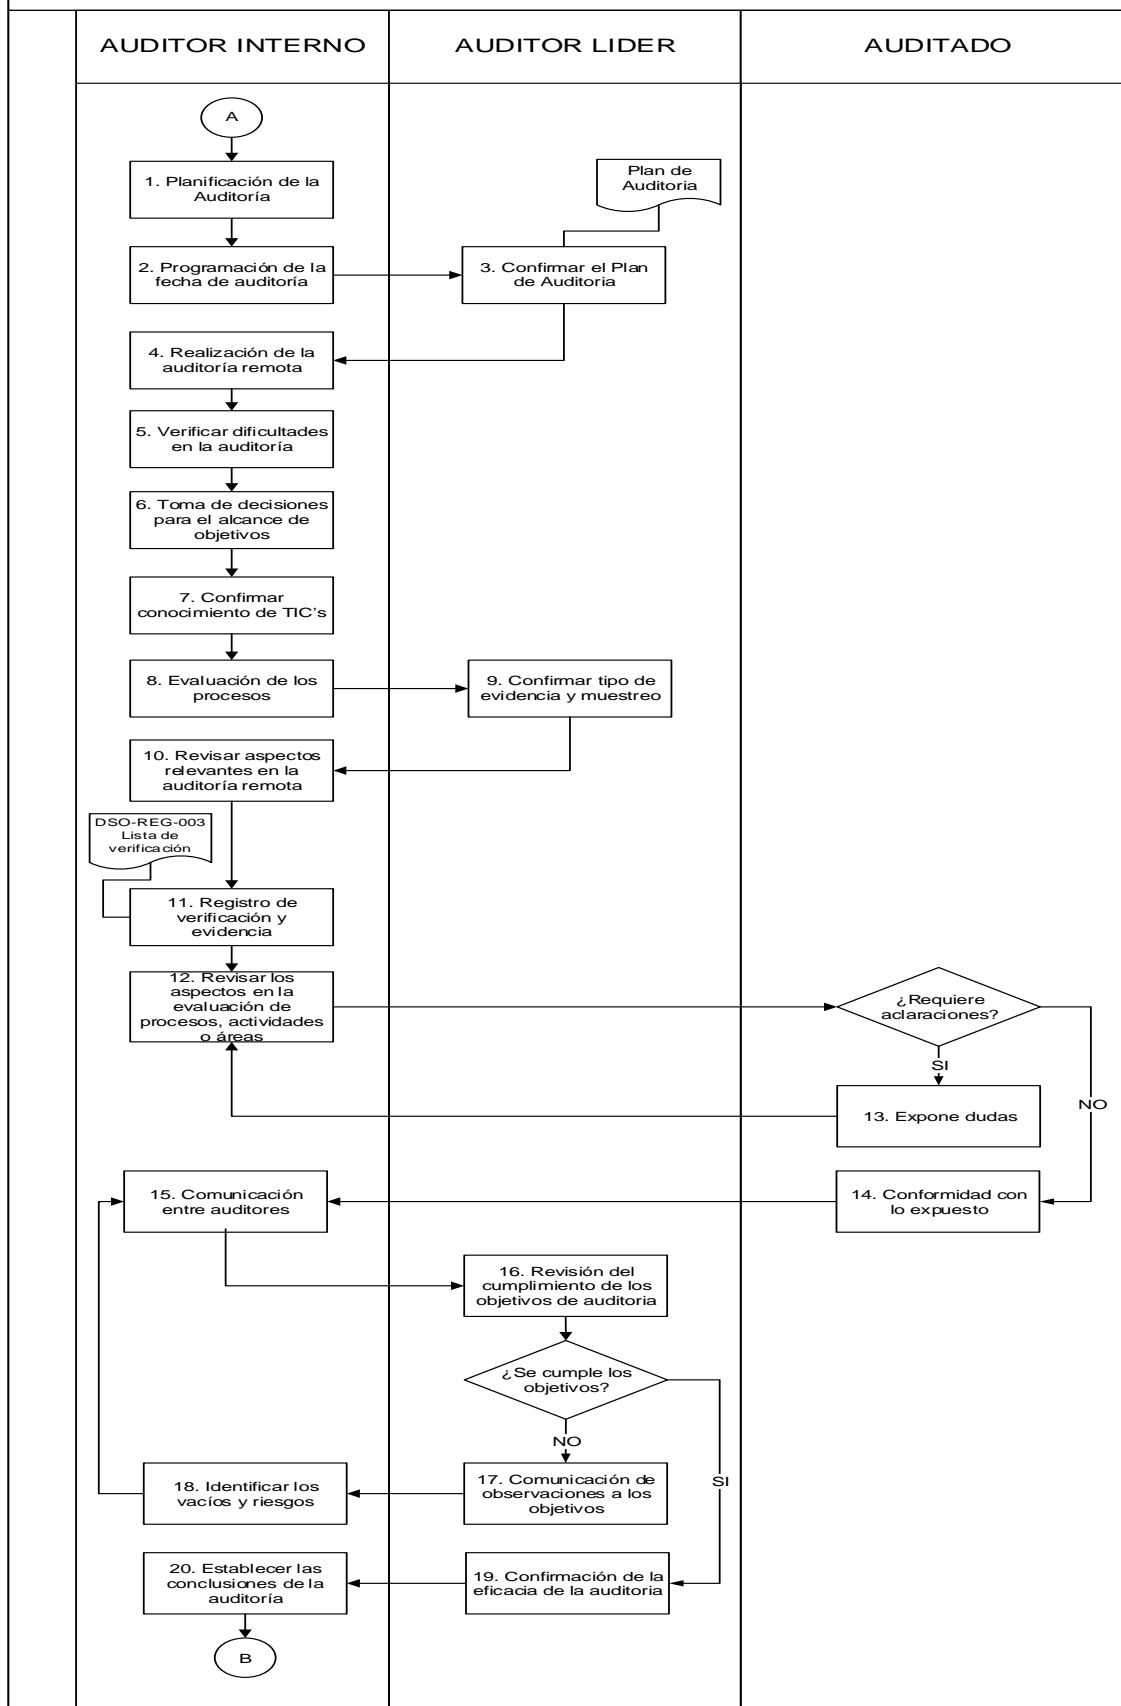 AUDITOR INTERNO
AUDITOR LIDER
AUDITADO
A
1. Planificación de la
Auditoría
Plan de
Auditoria
2. Programación de la
fecha de auditoría
3. Confirmar el Plan
de Auditoria
4. Realización de la
auditoría remota
5. Verificar dificultades
en la auditoría
6. Toma de decisiones
para el alcance de
objetivos
7. Confirmar
conocimiento de TIC's
8. Evaluación de los
procesos
9. Confirmar tipo de
evidencia y muestreo
10. Revisar aspectos
relevantes en la
auditoría remota
DSO-REG-003
Lista de
verificación
11. Registro de
verificación y
evidencia
12. Revisar los
aspectos en la
evaluación de
procesos, actividades
o áreas
¿Requiere
aclaraciones?
SI
NO
13. Expone dudas
14. Conformidad con
lo expuesto
15. Comunicación
entre auditores
16. Revisión del
cumplimiento de los
objetivos de auditoria
¿Se cumple los
objetivos?
NO
SI
17. Comunicación de
observaciones a los
objetivos
18. Identificar los
vacíos y riesgos
19. Confirmación de la
eficacia de la auditoria
20. Establecer las
conclusiones de la
auditoría
B